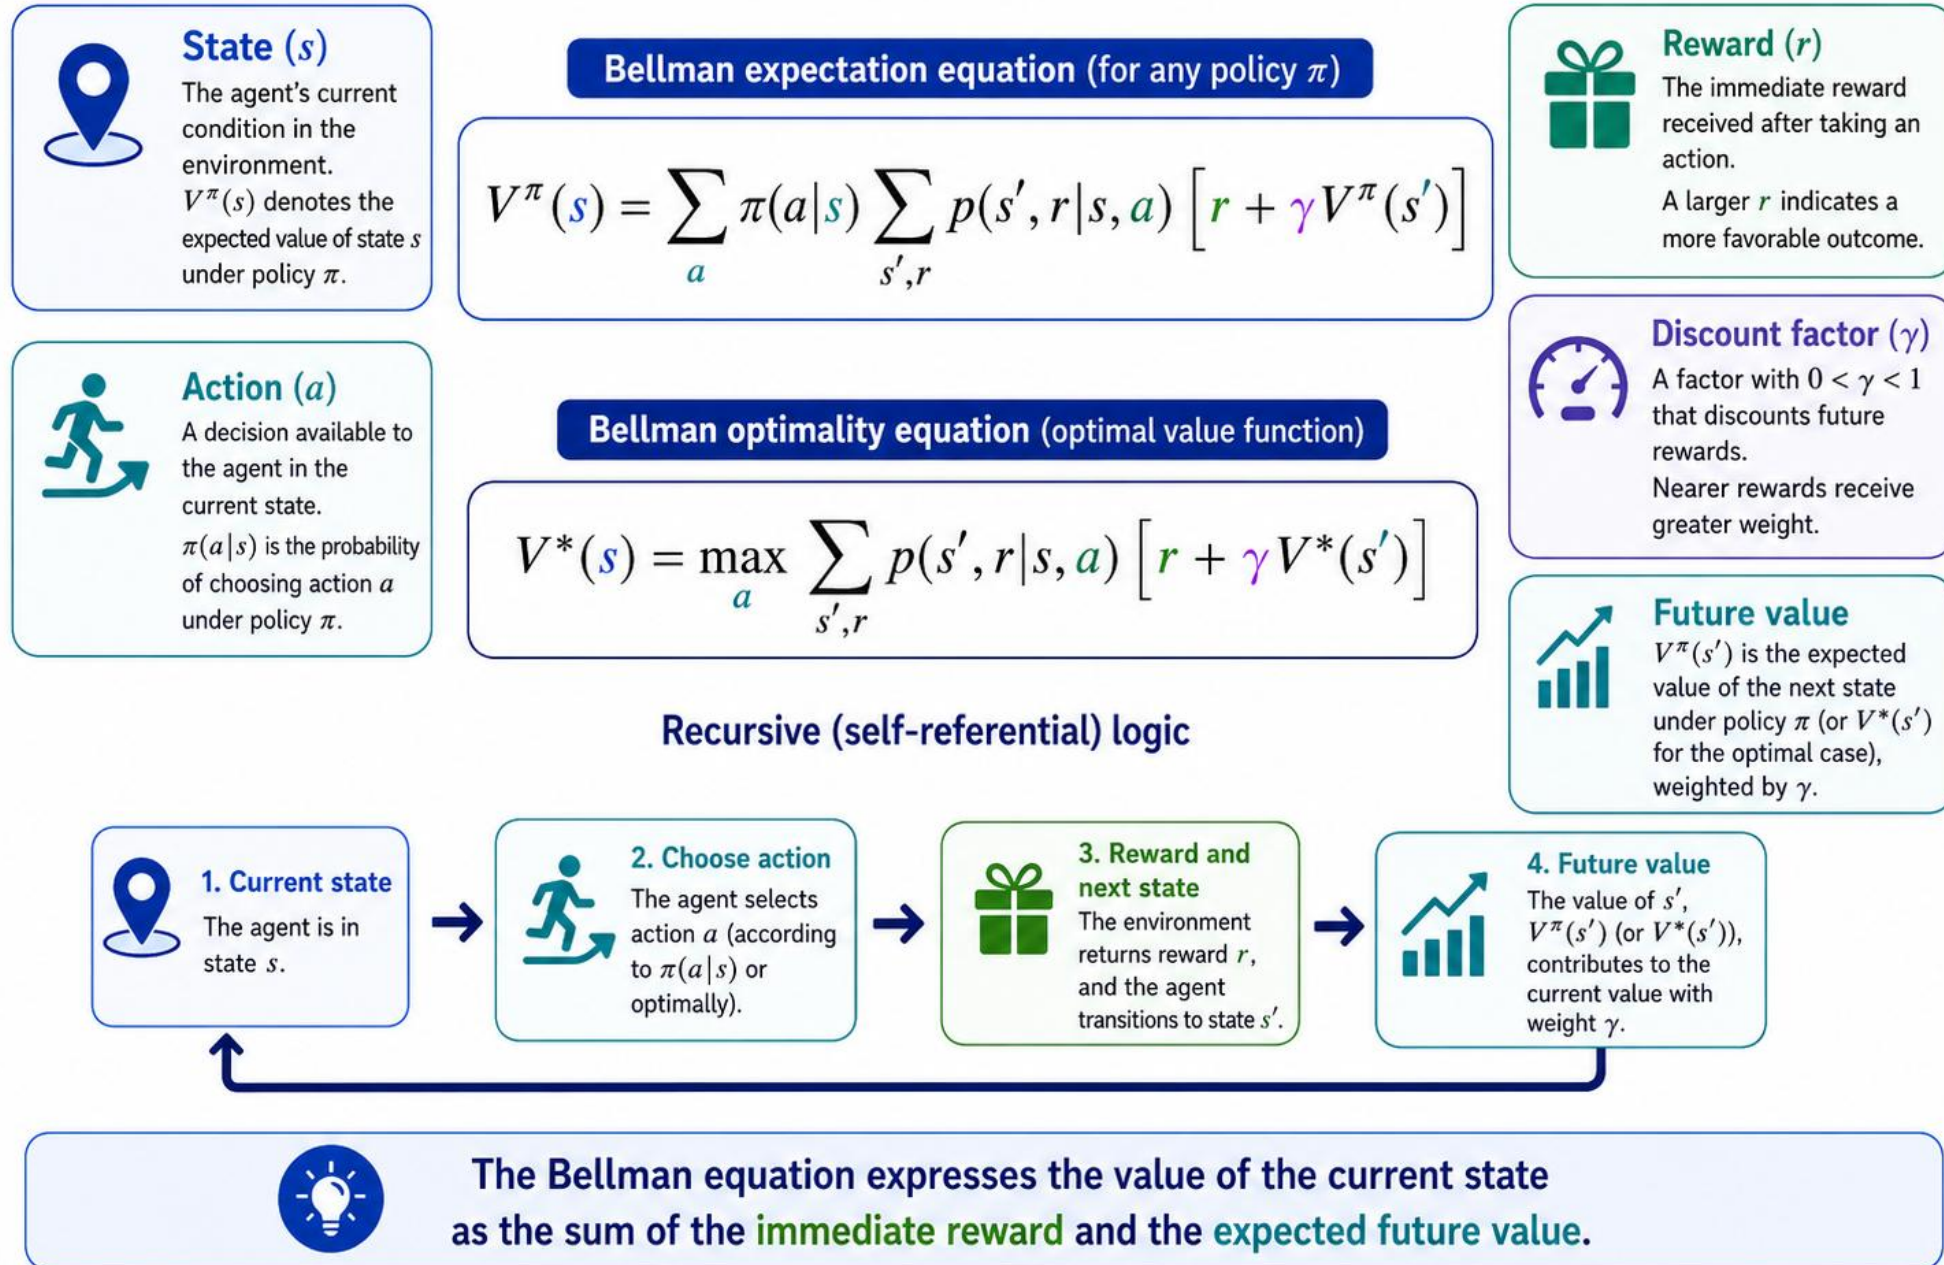 State (s)
The agent's current
condition in the
environment.
V^π(s) denotes the
expected value of state s
under policy π.
Action (a)
A decision available to
the agent in the
current state.
π(a|s) is the probability
of choosing action a
under policy π.
Bellman expectation equation (for any policy π)
V^π(s) = ∑_a π(a|s) ∑_{s′,r} p(s′, r|s, a) [r + γV^π(s′)]
Bellman optimality equation (optimal value function)
V*(s) = max_a ∑_{s′,r} p(s′, r|s, a) [r + γV*(s′)]
Reward (r)
The immediate reward
received after taking an
action.
A larger r indicates a
more favorable outcome.
Discount factor (γ)
A factor with 0 < γ < 1
that discounts future
rewards.
Nearer rewards receive
greater weight.
Future value
V^π(s′) is the expected
value of the next state
under policy π (or V*(s′)
for the optimal case),
weighted by γ.
Recursive (self-referential) logic
1. Current state
The agent is in
state s.
2. Choose action
The agent selects
action a (according
to π(a|s) or
optimally).
3. Reward and
next state
The environment
returns reward r,
and the agent
transitions to state s′.
4. Future value
The value of s′,
V^π(s′) (or V*(s′)),
contributes to the
current value with
weight γ.
The Bellman equation expresses the value of the current state
as the sum of the immediate reward and the expected future value.